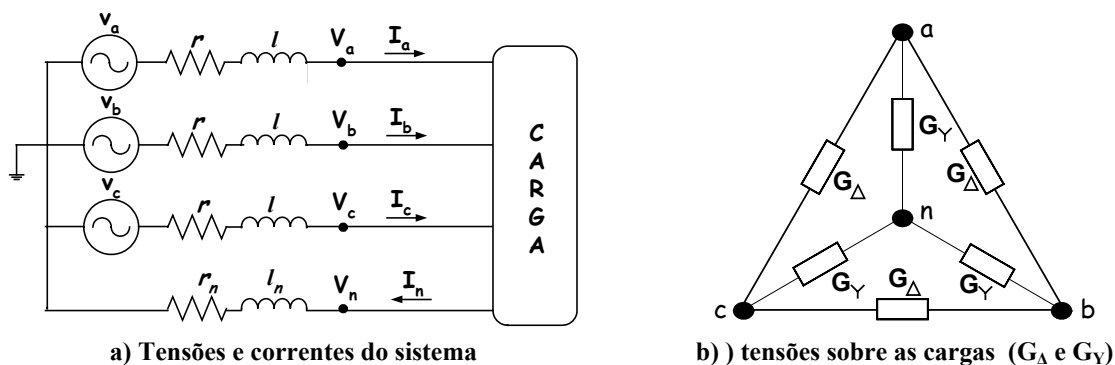 v_a
r
l
V_a
I_a
v_b
r
l
V_b
I_b
v_c
r
l
V_c
I_c
r_n
l_n
V_n
I_n
C
A
R
G
A
a) Tensões e correntes do sistema
a
G_Y
G_Δ
G_Δ
n
G_Y
G_Δ
G_Y
c
b
b) ) tensões sobre as cargas (G_Δ e G_Y)